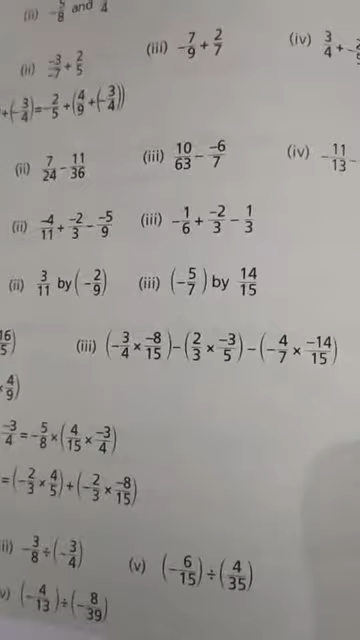 (ii) -5/8 and 4
(ii) -3/-7 + 2/5 (iii) -7/9 + 2/7 (iv) 3/4 +
+(-3/4) = -2/5 + (4/9 + (-3/4))
(ii) 7/24 - 11/36 (iii) 10/63 - -6/7 (iv) -11/13 -
(ii) -4/11 + -2/3 - -5/9 (iii) -1/6 + -2/3 - 1/3
(ii) 3/11 by (-2/9) (iii) (-5/7) by 14/15
16/5) (iii) (-3/4 × -8/15) - (2/3 × -3/5) - (-4/7 × -14/15)
× 4/9)
-3/4 = -5/8 × (4/15 × -3/4)
= (-2/3 × 4/5) + (-2/3 × -8/15)
ii) -3/8 ÷ (-3/4) (v) (-6/15) ÷ (4/35)
v) (-4/13) ÷ (-8/39)